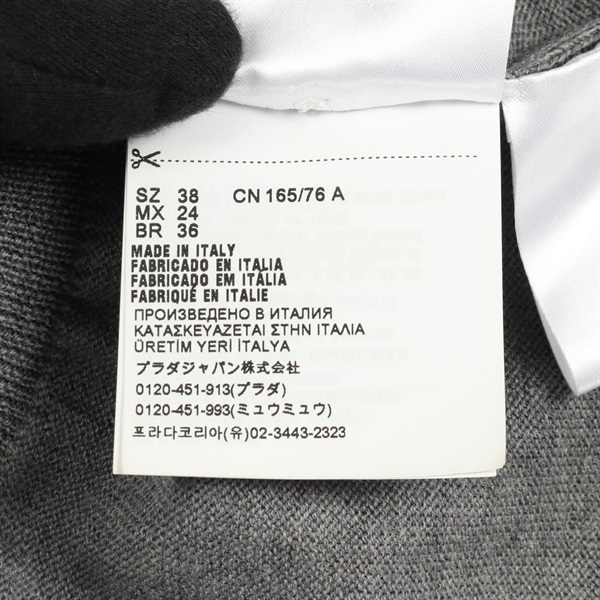 SZ 38 CN 165/76 A
MX 24
BR 36
MADE IN ITALY
FABRICADO EN ITALIA
FABRICADO EM ITÁLIA
FABRIQUÉ EN ITALIE
ПРОИЗВЕДЕНО В ИТАЛИЯ
ΚΑΤΑΣΚΕΥΑΖΕΤΑΙ ΣΤΗΝ ΙΤΑΛΙΑ
ÜRETİM YERİ İTALYA
プラダジャパン株式会社
0120-451-913(プラダ)
0120-451-993(ミュウミュウ)
프라다코리아(유)02-3443-2323